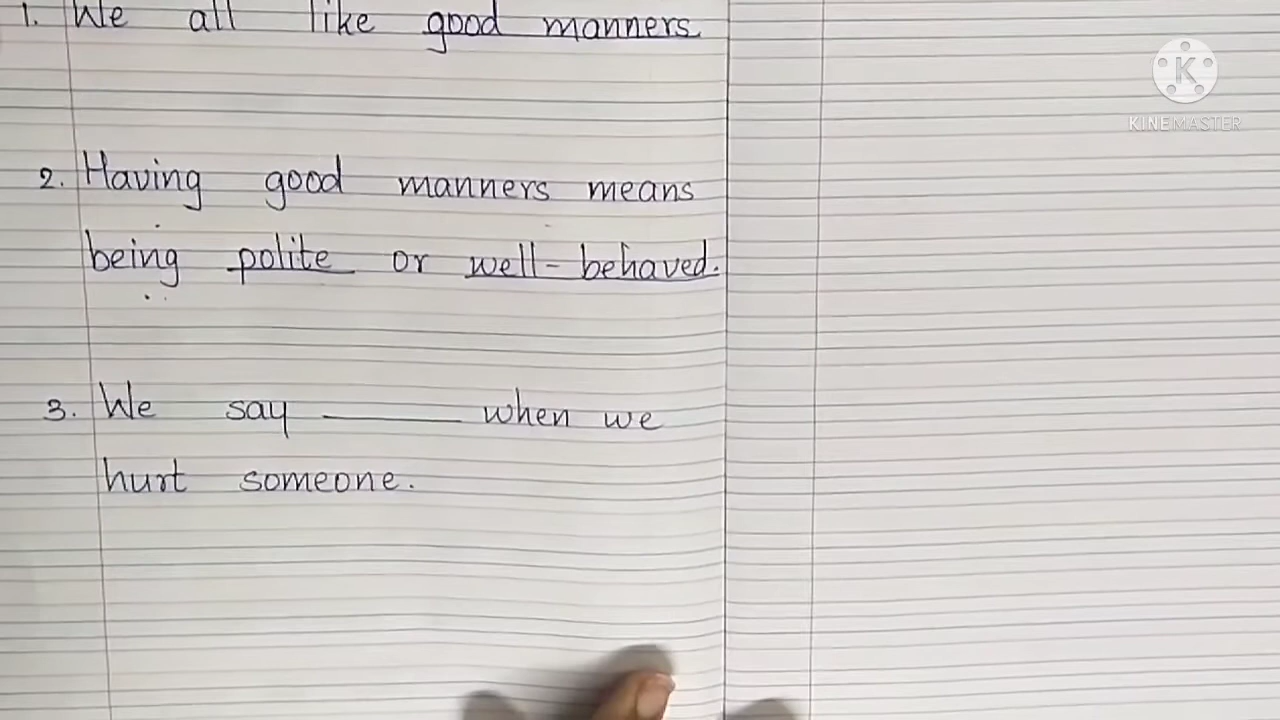 1. We all like good manners
2. Having good manners means
being polite or well-behaved.
3. We say ______ when we
hurt someone.
K
KINEMASTER